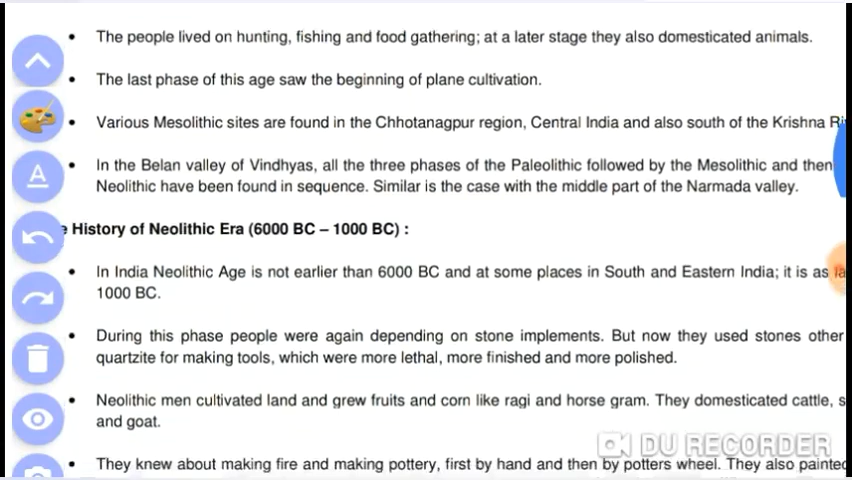 • The people lived on hunting, fishing and food gathering; at a later stage they also domesticated animals.
• The last phase of this age saw the beginning of plane cultivation.
• Various Mesolithic sites are found in the Chhotanagpur region, Central India and also south of the Krishna
• In the Belan valley of Vindhyas, all the three phases of the Paleolithic followed by the Mesolithic and then
Neolithic have been found in sequence. Similar is the case with the middle part of the Narmada valley.
History of Neolithic Era (6000 BC – 1000 BC) :
• In India Neolithic Age is not earlier than 6000 BC and at some places in South and Eastern India; it is as
1000 BC.
• During this phase people were again depending on stone implements. But now they used stones other
quartzite for making tools, which were more lethal, more finished and more polished.
• Neolithic men cultivated land and grew fruits and corn like ragi and horse gram. They domesticated cattle,
and goat.
DU RECORDER
• They knew about making fire and making pottery, first by hand and then by potters wheel. They also painted